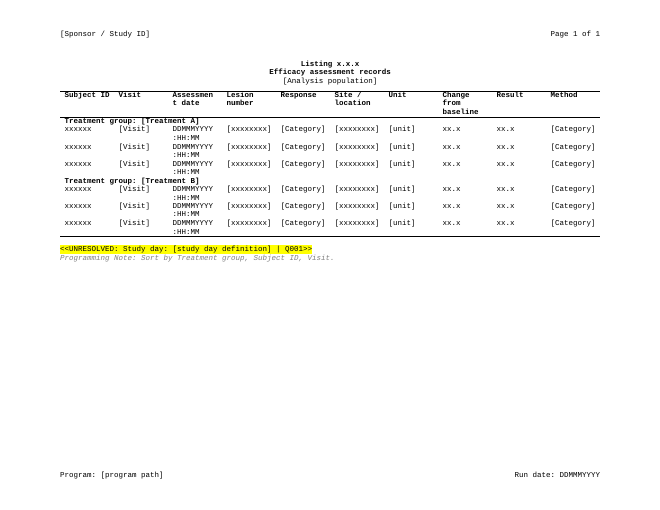 [Sponsor / Study ID] Page 1 of 1
Listing x.x.x
Efficacy assessment records
[Analysis population]
Subject ID Visit Assessmen Lesion Response Site / Unit Change Result Method
t date number location from
baseline
Treatment group: [Treatment A]
xxxxxx [Visit] DDMMMYYYY [xxxxxxxx] [Category] [xxxxxxxx] [unit] xx.x xx.x [Category]
:HH:MM
xxxxxx [Visit] DDMMMYYYY [xxxxxxxx] [Category] [xxxxxxxx] [unit] xx.x xx.x [Category]
:HH:MM
xxxxxx [Visit] DDMMMYYYY [xxxxxxxx] [Category] [xxxxxxxx] [unit] xx.x xx.x [Category]
:HH:MM
Treatment group: [Treatment B]
xxxxxx [Visit] DDMMMYYYY [xxxxxxxx] [Category] [xxxxxxxx] [unit] xx.x xx.x [Category]
:HH:MM
xxxxxx [Visit] DDMMMYYYY [xxxxxxxx] [Category] [xxxxxxxx] [unit] xx.x xx.x [Category]
:HH:MM
xxxxxx [Visit] DDMMMYYYY [xxxxxxxx] [Category] [xxxxxxxx] [unit] xx.x xx.x [Category]
:HH:MM
<<UNRESOLVED: Study day: [study day definition] | Q001>>
Programming Note: Sort by Treatment group, Subject ID, Visit.
Program: [program path] Run date: DDMMMYYYY